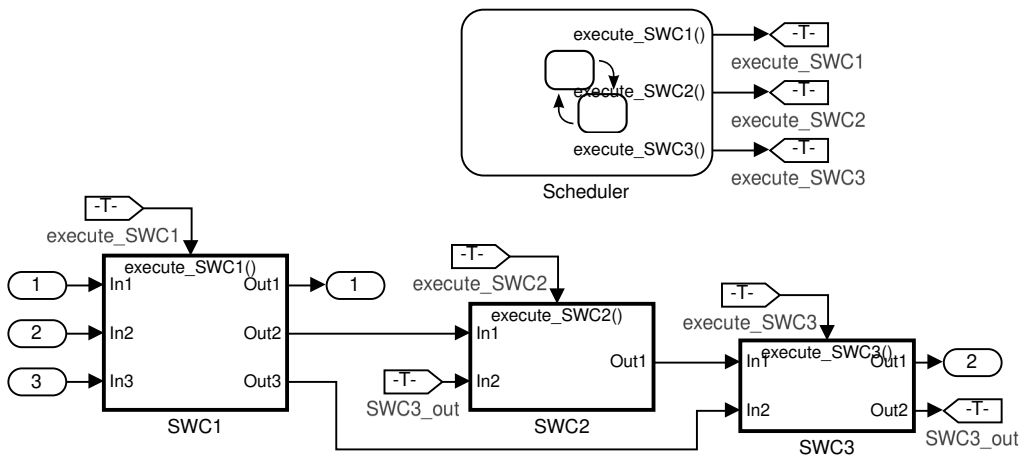 execute_SWC1()
-T-
execute_SWC1
execute_SWC2()
-T-
execute_SWC2
execute_SWC3()
-T-
execute_SWC3
Scheduler
-T-
execute_SWC1
execute_SWC1()
1
In1
Out1
1
2
In2
Out2
3
In3
Out3
SWC1
-T-
execute_SWC2
execute_SWC2()
In1
Out1
-T-
In2
SWC3_out
SWC2
-T-
execute_SWC3
execute_SWC3()
In1
Out1
2
In2
Out2
-T-
SWC3_out
SWC3